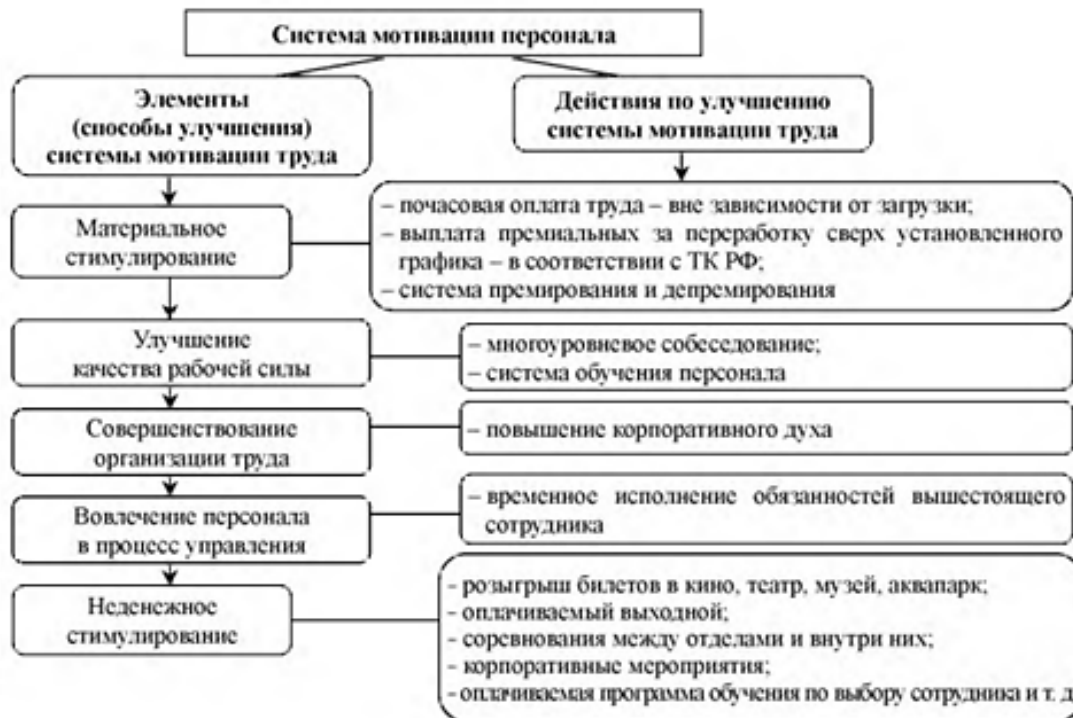 Система мотивации персонала
Элементы
(способы улучшения)
системы мотивации труда
Действия по улучшению
системы мотивации труда
Материальное
стимулирование
– почасовая оплата труда – вне зависимости от загрузки;
– выплата премиальных за переработку сверх установленного
графика – в соответствии с ТК РФ;
– система премирования и депремирования
Улучшение
качества рабочей силы
– многоуровневое собеседование;
– система обучения персонала
Совершенствование
организации труда
– повышение корпоративного духа
Вовлечение персонала
в процесс управления
– временное исполнение обязанностей вышестоящего
сотрудника
Неденежное
стимулирование
- розыгрыш билетов в кино, театр, музей, аквапарк;
- оплачиваемый выходной;
- соревнования между отделами и внутри них;
- корпоративные мероприятия;
- оплачиваемая программа обучения по выбору сотрудника и т. д